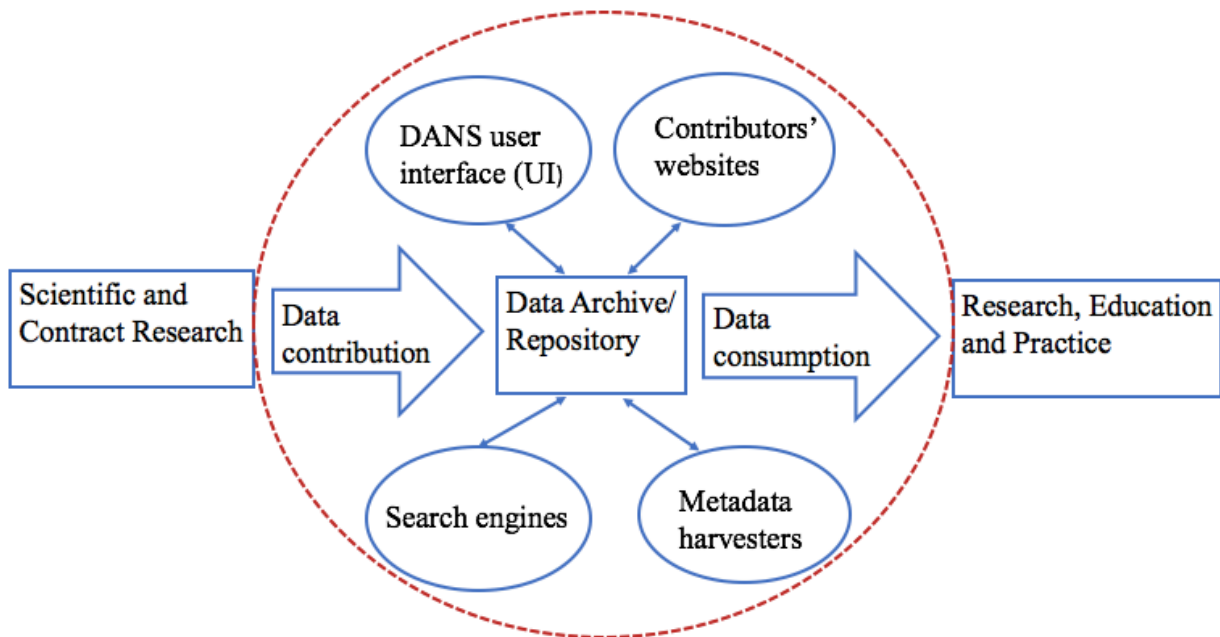 DANS user
interface (UI)
Contributors’
websites
Scientific and
Contract Research
Data
contribution
Data Archive/
Repository
Data
consumption
Research, Education
and Practice
Search engines
Metadata
harvesters